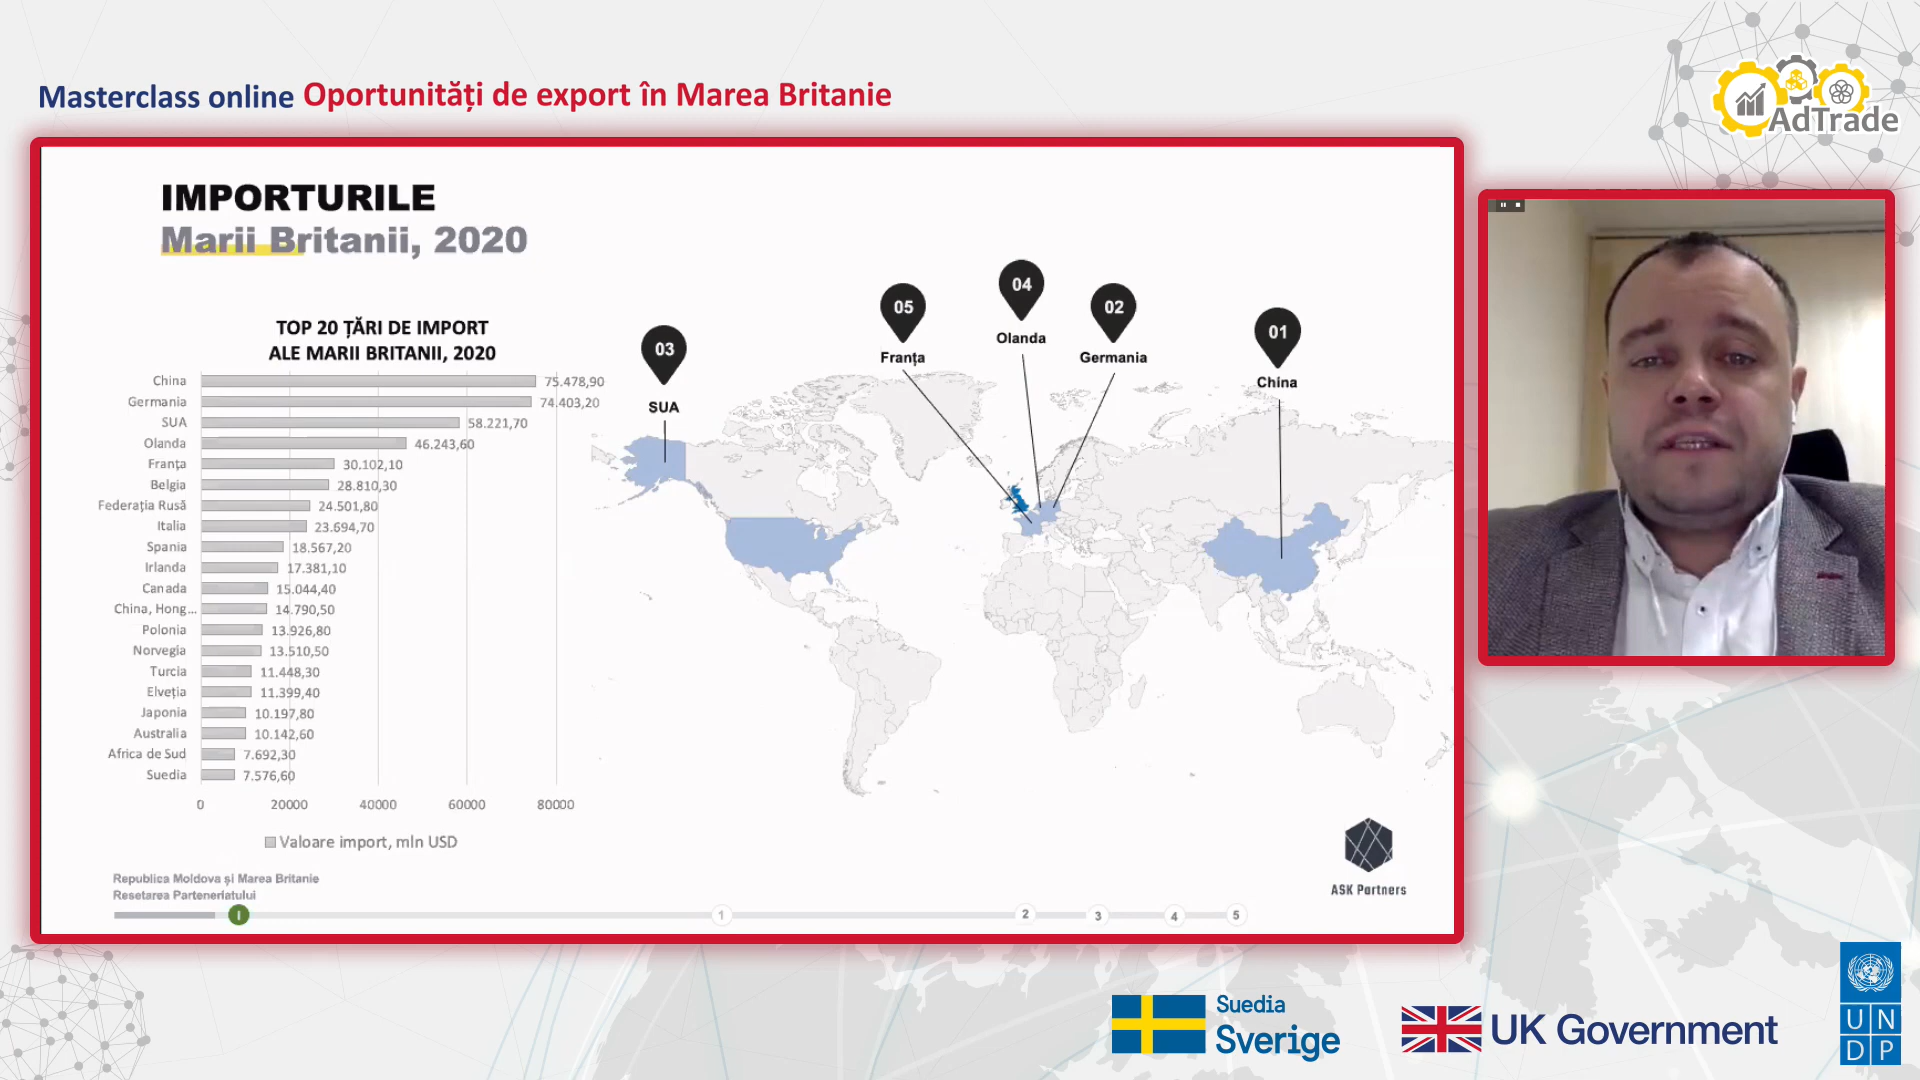 Masterclass online Oportunități de export în Marea Britanie
AdTrade
IMPORTURILE
Marii Britanii, 2020
TOP 20 ȚĂRI DE IMPORT
ALE MARII BRITANII, 2020
China 75.478,90
Germania 74.403,20
SUA 58.221,70
Olanda 46.243,60
Franța 30.102,10
Belgia 28.810,30
Federația Rusă 24.501,80
Italia 23.694,70
Spania 18.567,20
Irlanda 17.381,10
Canada 15.044,40
China, Hong... 14.790,50
Polonia 13.926,80
Norvegia 13.510,50
Turcia 11.448,30
Elveția 11.399,40
Japonia 10.197,80
Australia 10.142,60
Africa de Sud 7.692,30
Suedia 7.576,60
0 20000 40000 60000 80000
Valoare import, mln USD
03
SUA
05
Franța
04
Olanda
02
Germania
01
China
ASK Partners
Republica Moldova și Marea Britanie
Resetarea Parteneriatului
I 1 2 3 4 5
Suedia
Sverige
UK Government
UN
DP